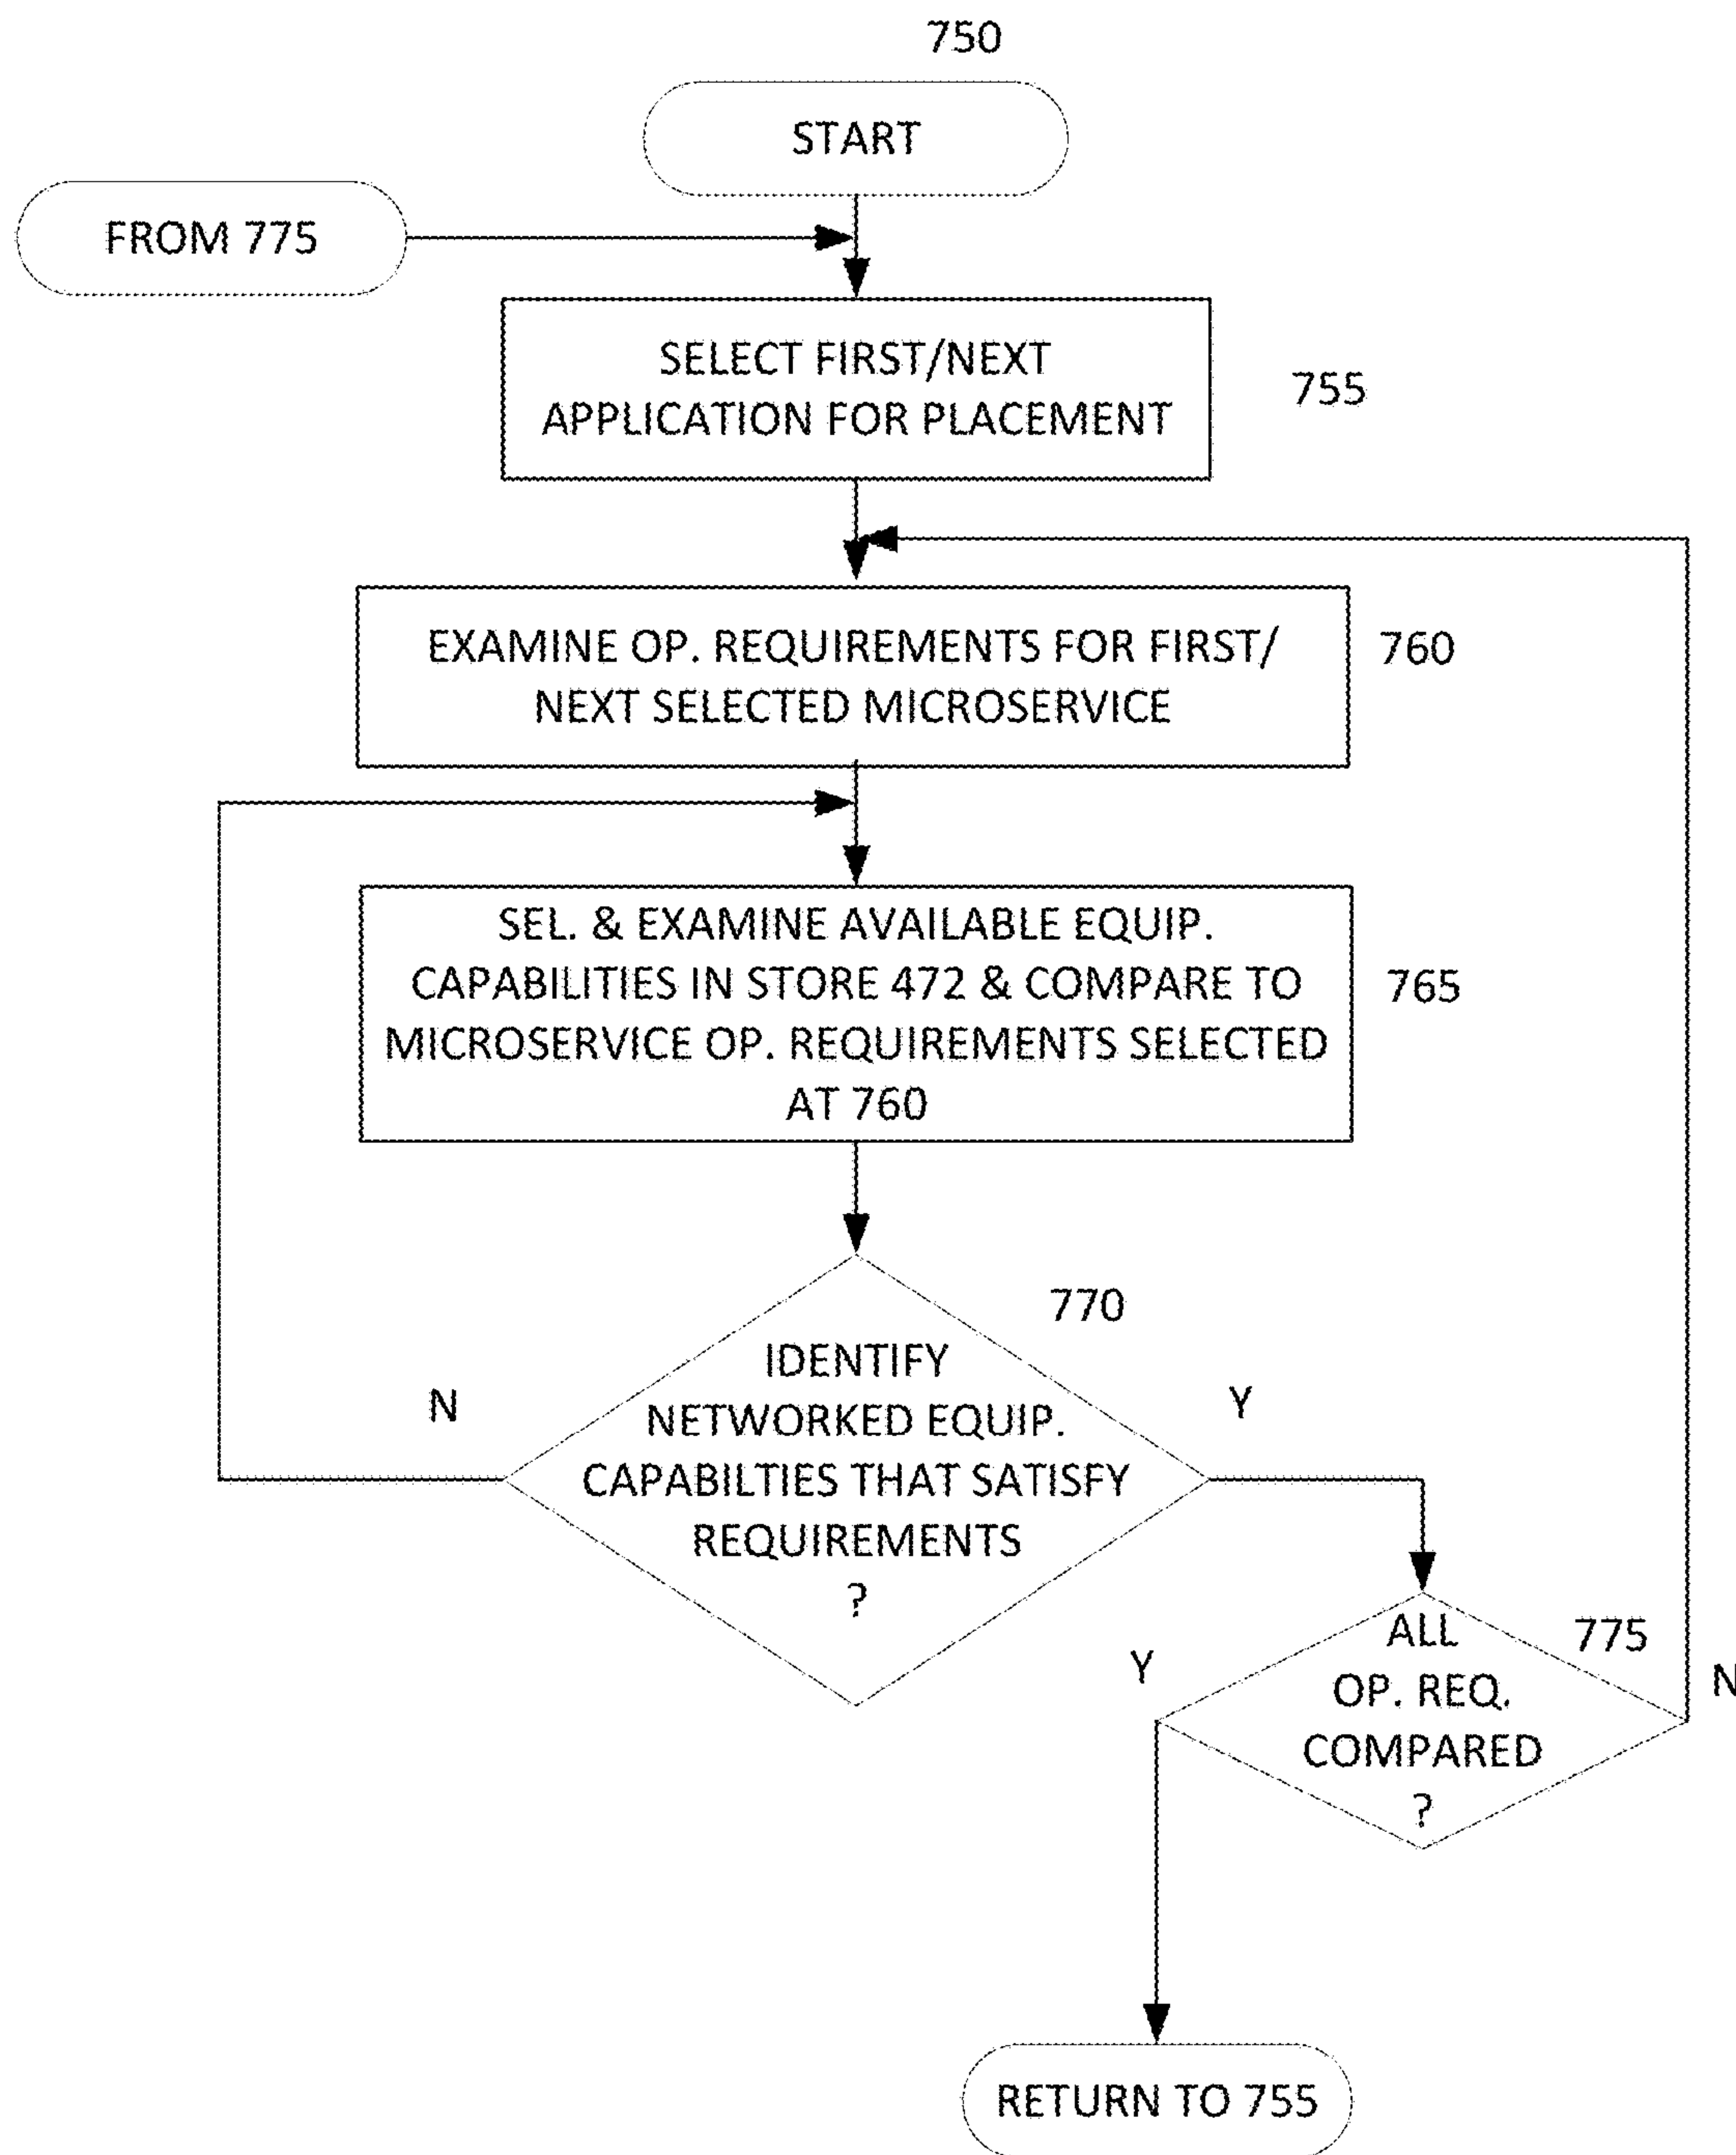 750
START
FROM 775
SELECT FIRST/NEXT
APPLICATION FOR PLACEMENT
755
EXAMINE OP. REQUIREMENTS FOR FIRST/
NEXT SELECTED MICROSERVICE
760
SEL. & EXAMINE AVAILABLE EQUIP.
CAPABILITIES IN STORE 472 & COMPARE TO
MICROSERVICE OP. REQUIREMENTS SELECTED
AT 760
765
770
IDENTIFY
NETWORKED EQUIP.
CAPABILTIES THAT SATISFY
REQUIREMENTS
?
N
Y
775
ALL
OP. REQ.
COMPARED
?
Y
N
RETURN TO 755